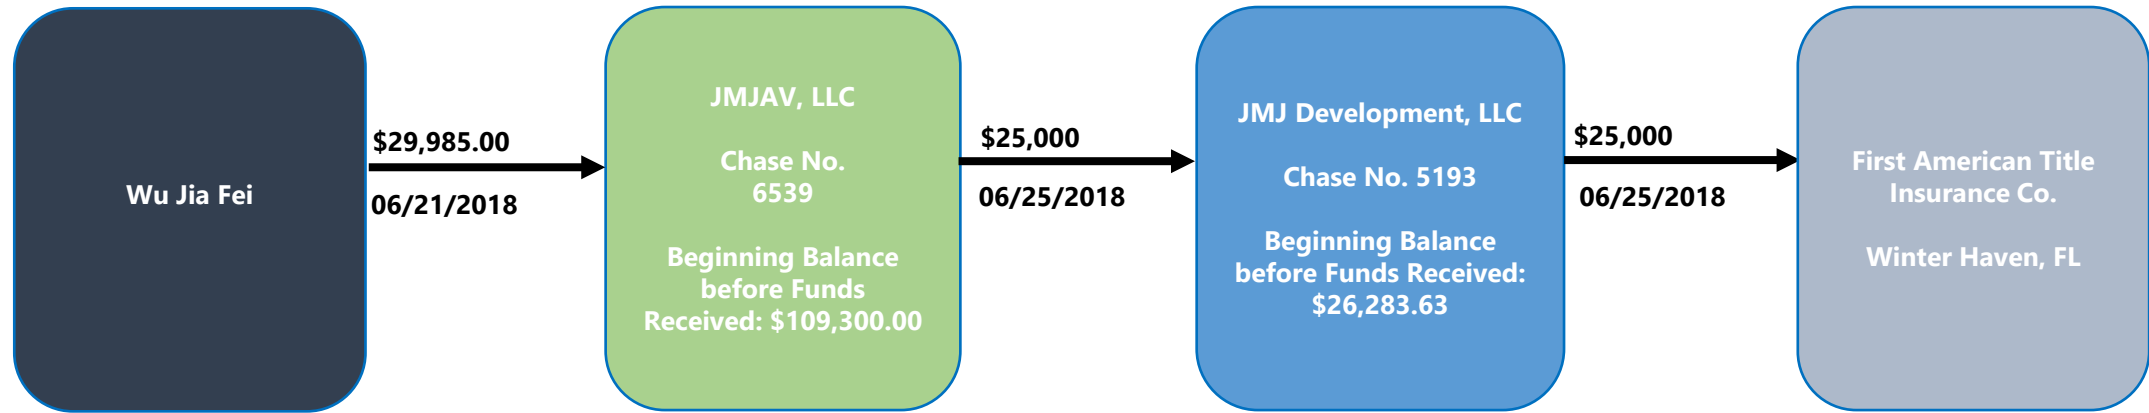 Wu Jia Fei
$29,985.00
06/21/2018
JMJAV, LLC
Chase No.
6539
Beginning Balance
before Funds
Received: $109,300.00
$25,000
06/25/2018
JMJ Development, LLC
Chase No. 5193
Beginning Balance
before Funds Received:
$26,283.63
$25,000
06/25/2018
First American Title
Insurance Co.
Winter Haven, FL